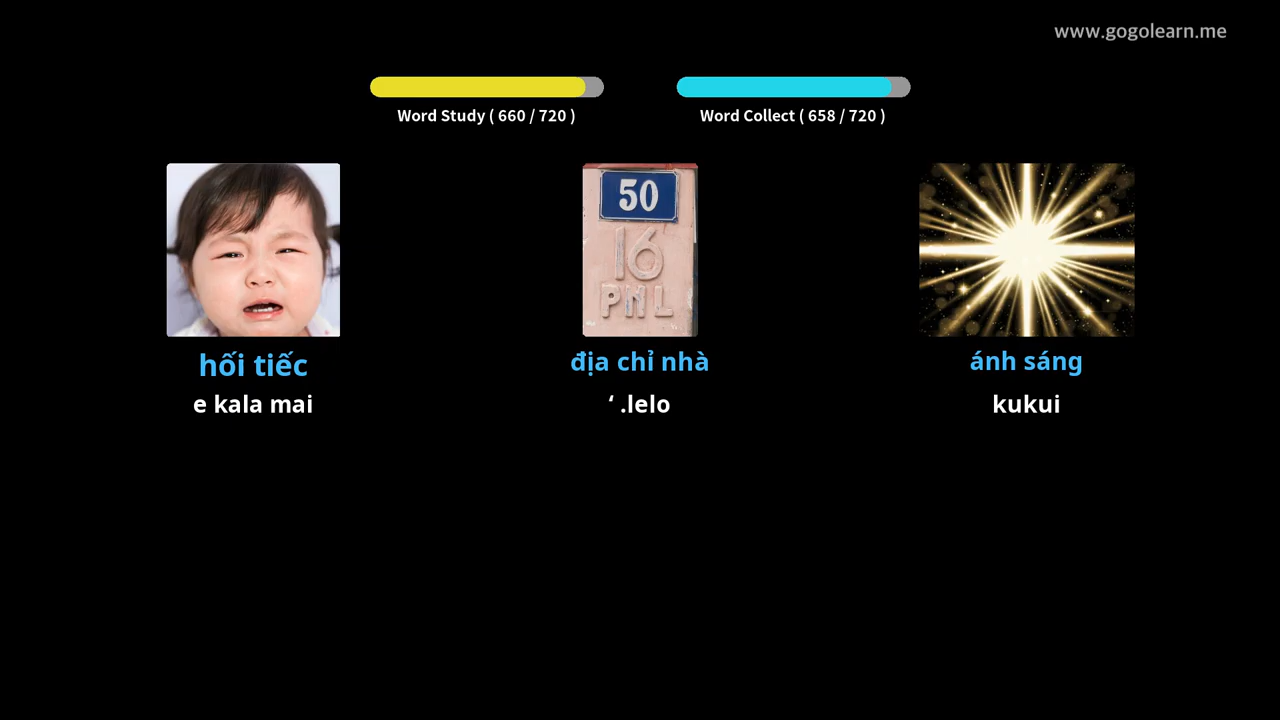 www.gogolearn.me
Word Study ( 660 / 720 )
Word Collect ( 658 / 720 )
50
16
PNL
hối tiếc
địa chỉ nhà
ánh sáng
e kala mai
‘ .lelo
kukui